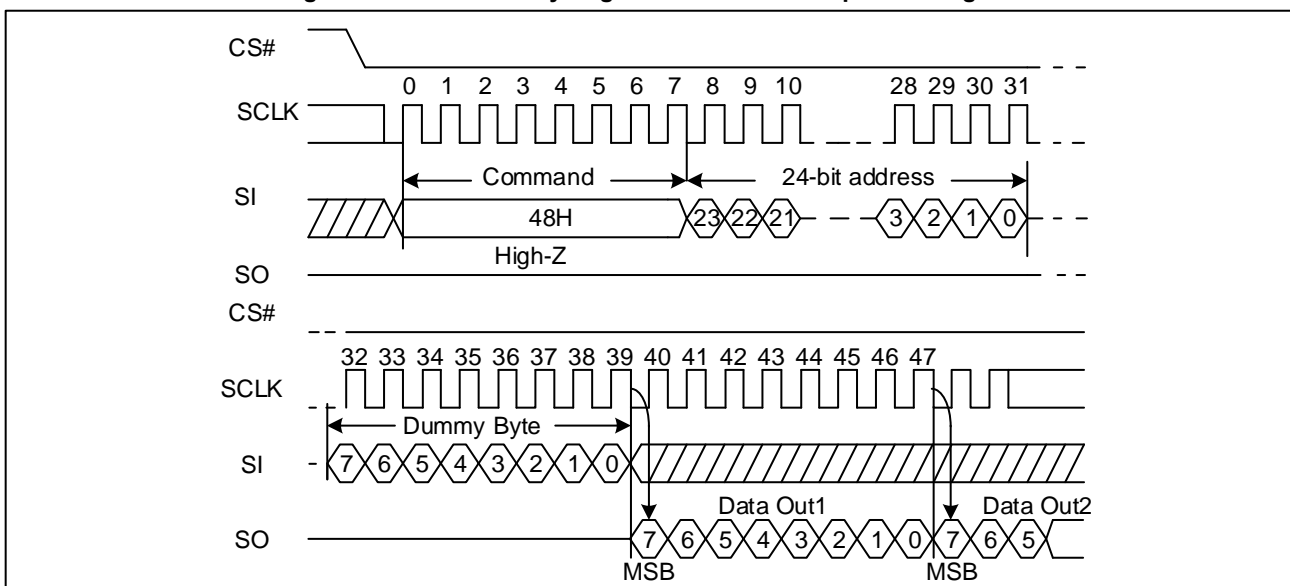 CS#
0 1 2 3 4 5 6 7 8 9 10 28 29 30 31
SCLK
Command 24-bit address
SI
48H 23 22 21 3 2 1 0
High-Z
SO
CS#
32 33 34 35 36 37 38 39 40 41 42 43 44 45 46 47
SCLK
Dummy Byte
SI 7 6 5 4 3 2 1 0
Data Out1 Data Out2
SO 7 6 5 4 3 2 1 0 7 6 5
MSB MSB